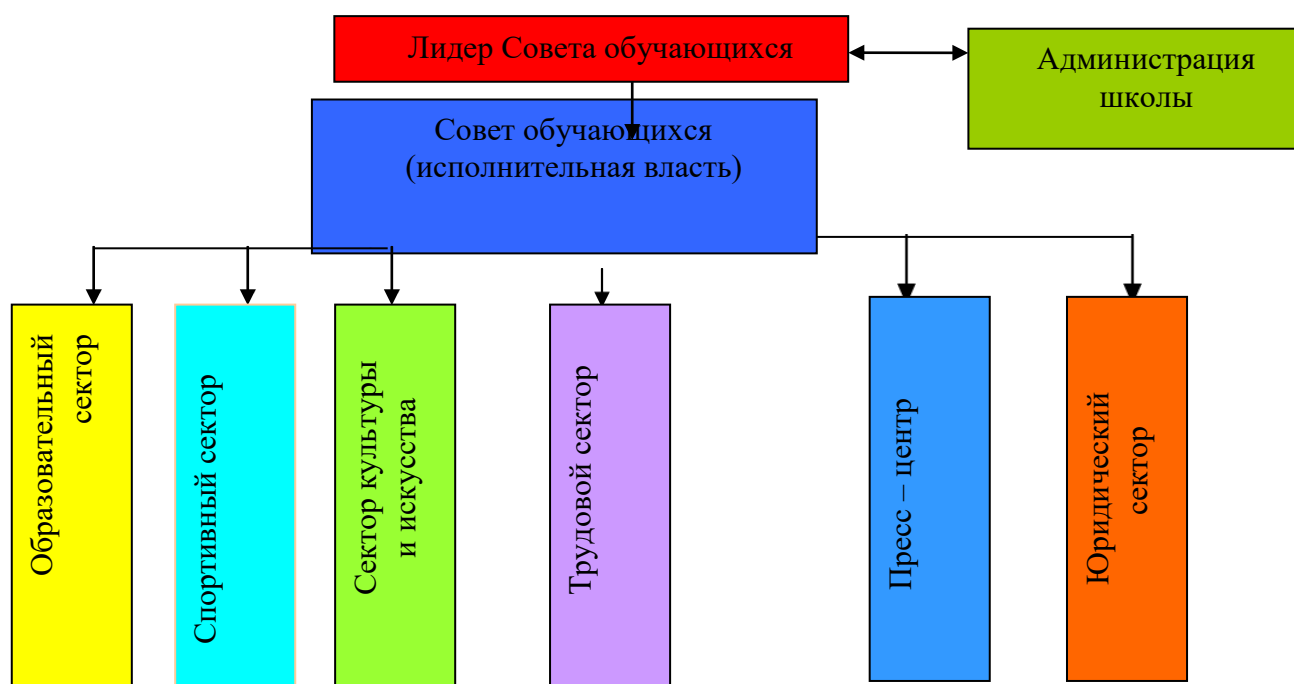 Лидер Совета обучающихся
Администрация
школы
Совет обучающихся
(исполнительная власть)
Образовательный
сектор
Спортивный сектор
Сектор культуры
и искусства
Трудовой сектор
Пресс – центр
Юридический
сектор